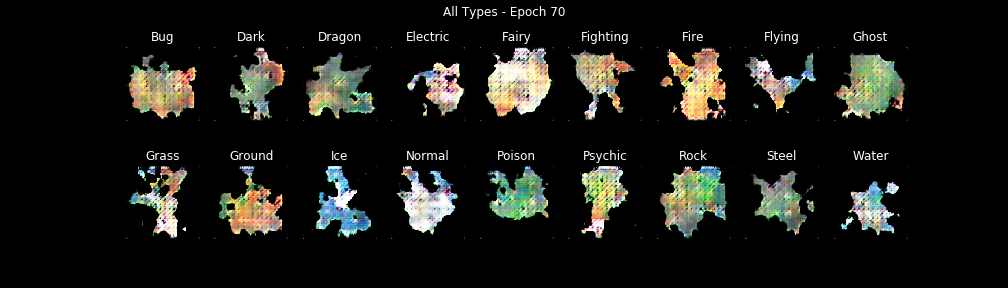 All Types - Epoch 70
Bug Dark Dragon Electric Fairy Fighting Fire Flying Ghost
Grass Ground Ice Normal Poison Psychic Rock Steel Water